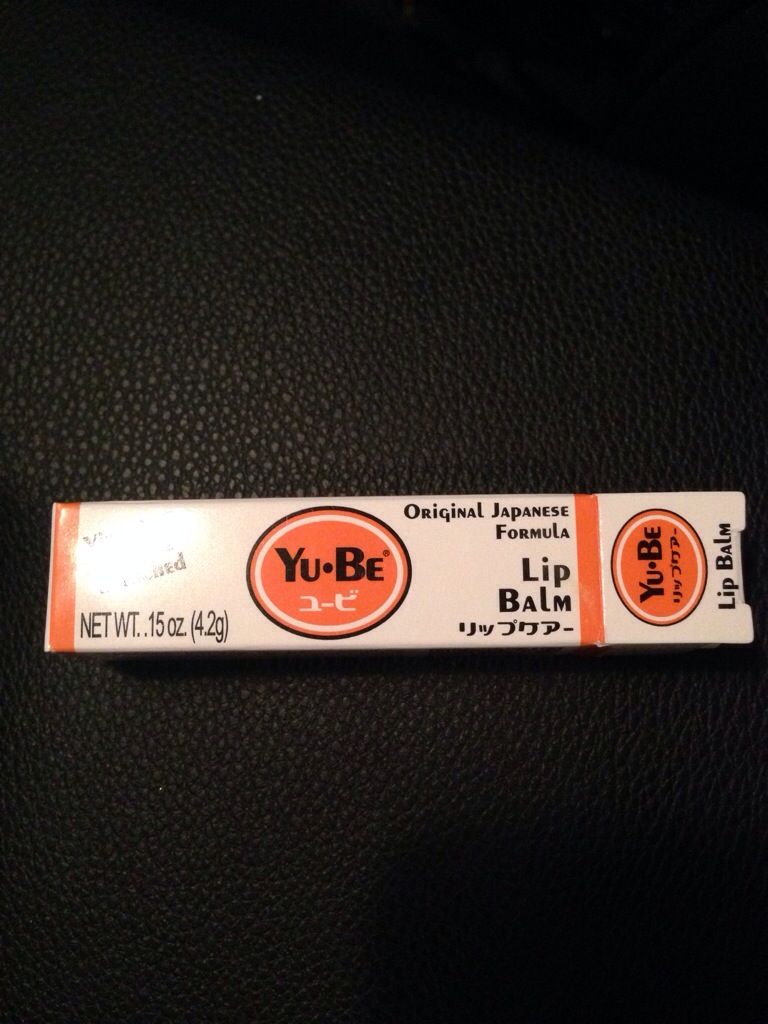 NET WT. .15 oz. (4.2g)
YU•BE®
ユービ
Original Japanese
Formula
Lip
Balm
リップケアー
YU•BE
リップケアー
Lip Balm